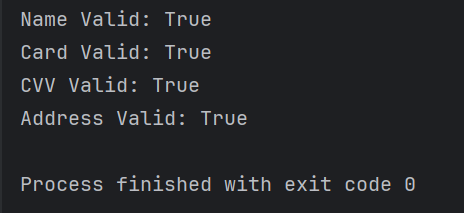 Name Valid: True
Card Valid: True
CVV Valid: True
Address Valid: True
Process finished with exit code 0